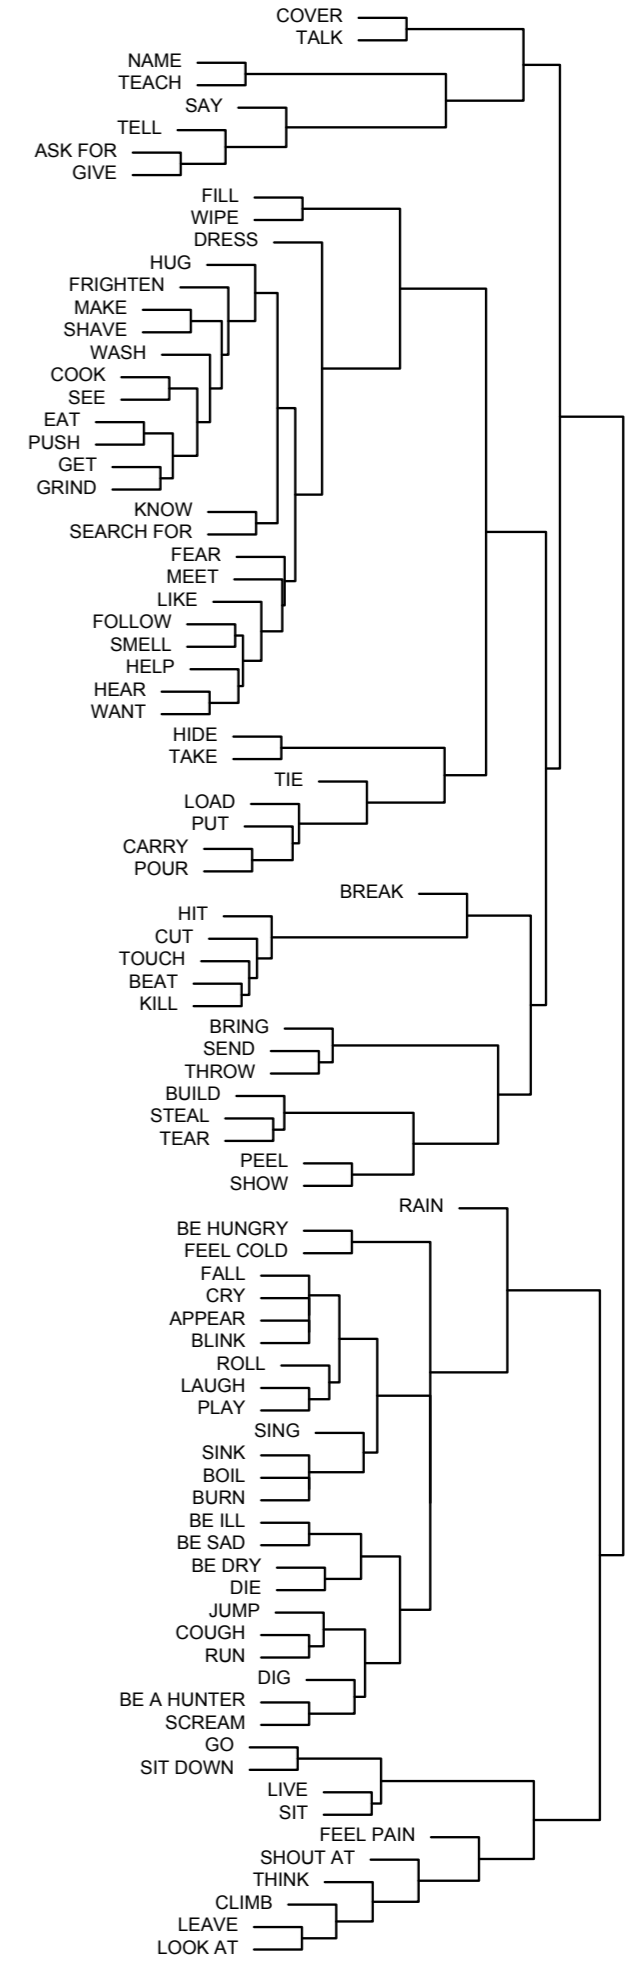 COVER
TALK
NAME
TEACH
SAY
TELL
ASK FOR
GIVE
FILL
WIPE
DRESS
HUG
FRIGHTEN
MAKE
SHAVE
WASH
COOK
SEE
EAT
PUSH
GET
GRIND
KNOW
SEARCH FOR
FEAR
MEET
LIKE
FOLLOW
SMELL
HELP
HEAR
WANT
HIDE
TAKE
TIE
LOAD
PUT
CARRY
POUR
BREAK
HIT
CUT
TOUCH
BEAT
KILL
BRING
SEND
THROW
BUILD
STEAL
TEAR
PEEL
SHOW
RAIN
BE HUNGRY
FEEL COLD
FALL
CRY
APPEAR
BLINK
ROLL
LAUGH
PLAY
SING
SINK
BOIL
BURN
BE ILL
BE SAD
BE DRY
DIE
JUMP
COUGH
RUN
DIG
BE A HUNTER
SCREAM
GO
SIT DOWN
LIVE
SIT
FEEL PAIN
SHOUT AT
THINK
CLIMB
LEAVE
LOOK AT